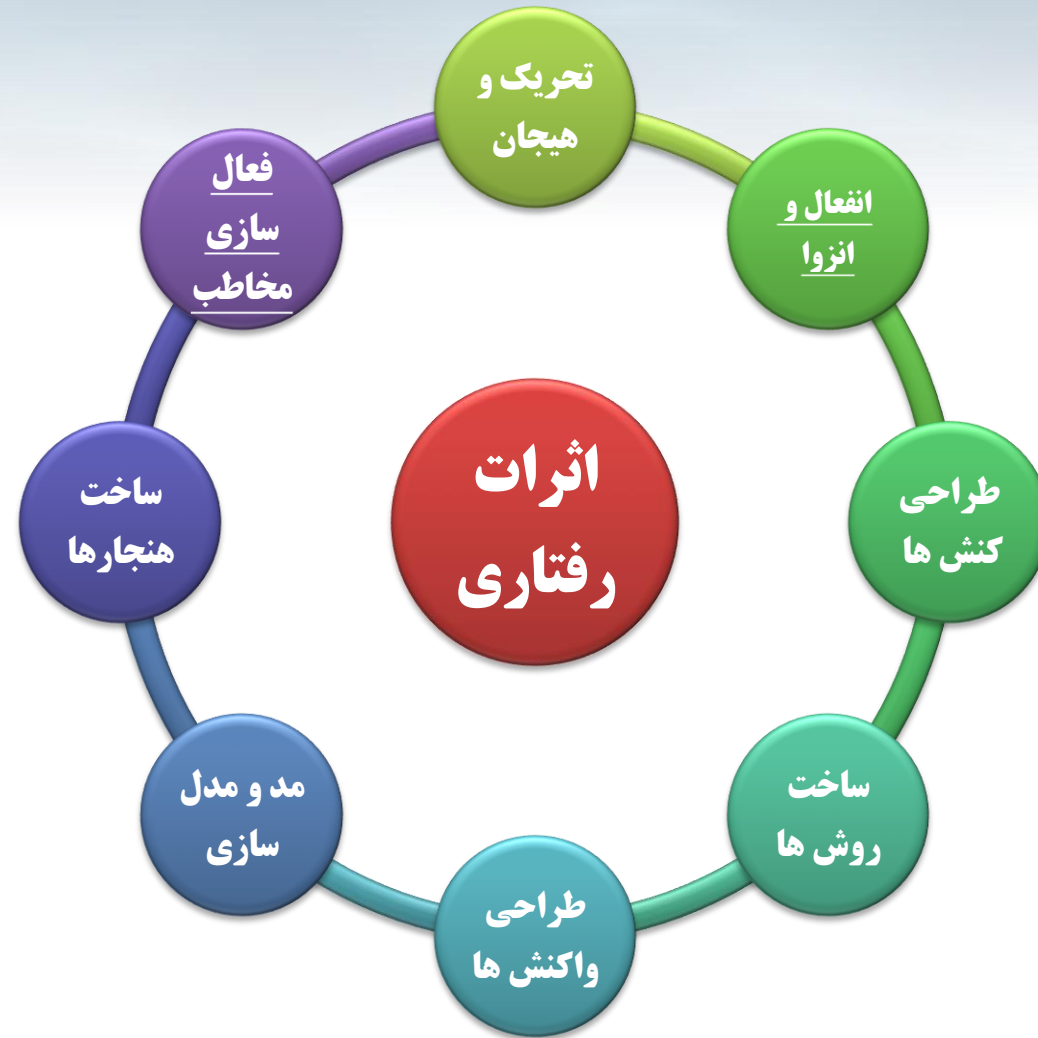 تحریک و
هیجان
انفعال و
انزوا
طراحی
کنش ها
ساخت
روش ها
طراحی
واکنش ها
مد و مدل
سازی
ساخت
هنجارها
فعال
سازی
مخاطب
اثرات
رفتاری